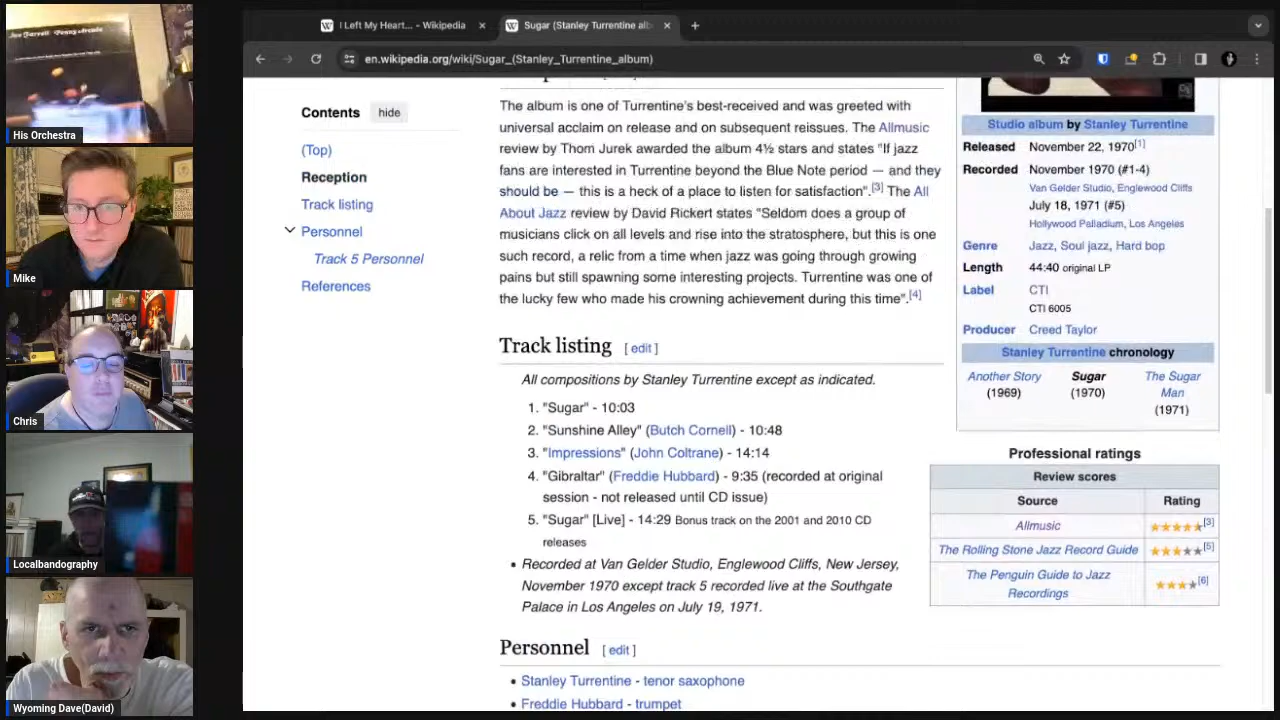 I Left My Heart... - Wikipedia
Sugar (Stanley Turrentine alb
en.wikipedia.org/wiki/Sugar_(Stanley_Turrentine_album)
Joe Farrell Penny Arcade
His Orchestra
Mike
Chris
Localbandography
Wyoming Dave(David)
Contents
hide
(Top)
Reception
Track listing
Personnel
Track 5 Personnel
References
The album is one of Turrentine's best-received and was greeted with
universal acclaim on release and on subsequent reissues. The Allmusic
review by Thom Jurek awarded the album 4½ stars and states "If jazz
fans are interested in Turrentine beyond the Blue Note period — and they
should be — this is a heck of a place to listen for satisfaction".[3] The All
About Jazz review by David Rickert states "Seldom does a group of
musicians click on all levels and rise into the stratosphere, but this is one
such record, a relic from a time when jazz was going through growing
pains but still spawning some interesting projects. Turrentine was one of
the lucky few who made his crowning achievement during this time".[4]
Track listing [ edit ]
All compositions by Stanley Turrentine except as indicated.
1. "Sugar" - 10:03
2. "Sunshine Alley" (Butch Cornell) - 10:48
3. "Impressions" (John Coltrane) - 14:14
4. "Gibraltar" (Freddie Hubbard) - 9:35 (recorded at original
session - not released until CD issue)
5. "Sugar" [Live] - 14:29 Bonus track on the 2001 and 2010 CD
releases
• Recorded at Van Gelder Studio, Englewood Cliffs, New Jersey,
November 1970 except track 5 recorded live at the Southgate
Palace in Los Angeles on July 19, 1971.
Personnel [ edit ]
• Stanley Turrentine - tenor saxophone
• Freddie Hubbard - trumpet
Studio album by Stanley Turrentine
Released November 22, 1970[1]
Recorded November 1970 (#1-4)
Van Gelder Studio, Englewood Cliffs
July 18, 1971 (#5)
Hollywood Palladium, Los Angeles
Genre Jazz, Soul jazz, Hard bop
Length 44:40 original LP
Label CTI
CTI 6005
Producer Creed Taylor
Stanley Turrentine chronology
Another Story
(1969)
Sugar
(1970)
The Sugar
Man
(1971)
Professional ratings
Review scores
Source Rating
Allmusic [3]
The Rolling Stone Jazz Record Guide [5]
The Penguin Guide to Jazz
Recordings [6]